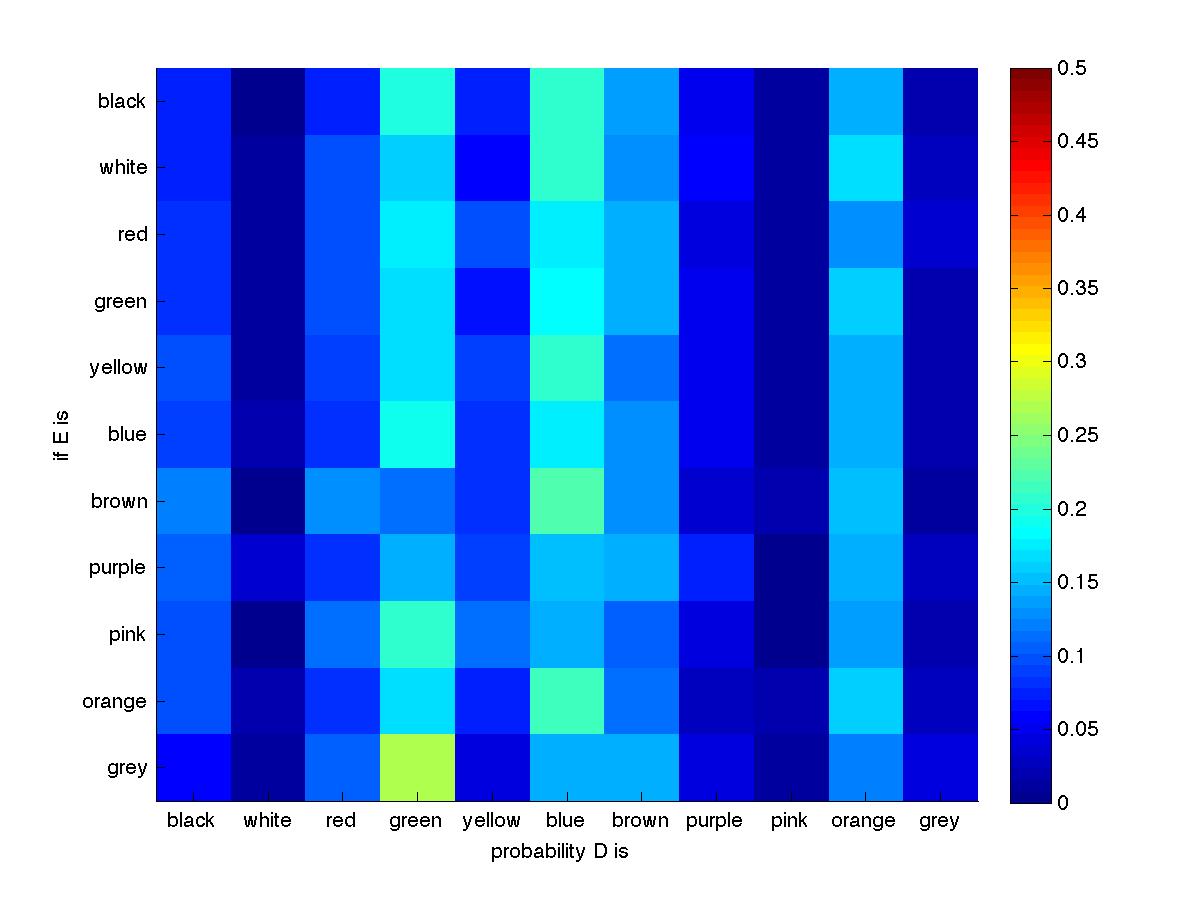 if E is
black
white
red
green
yellow
blue
brown
purple
pink
orange
grey
black white red green yellow blue brown purple pink orange grey
probability D is
0.5
0.45
0.4
0.35
0.3
0.25
0.2
0.15
0.1
0.05
0